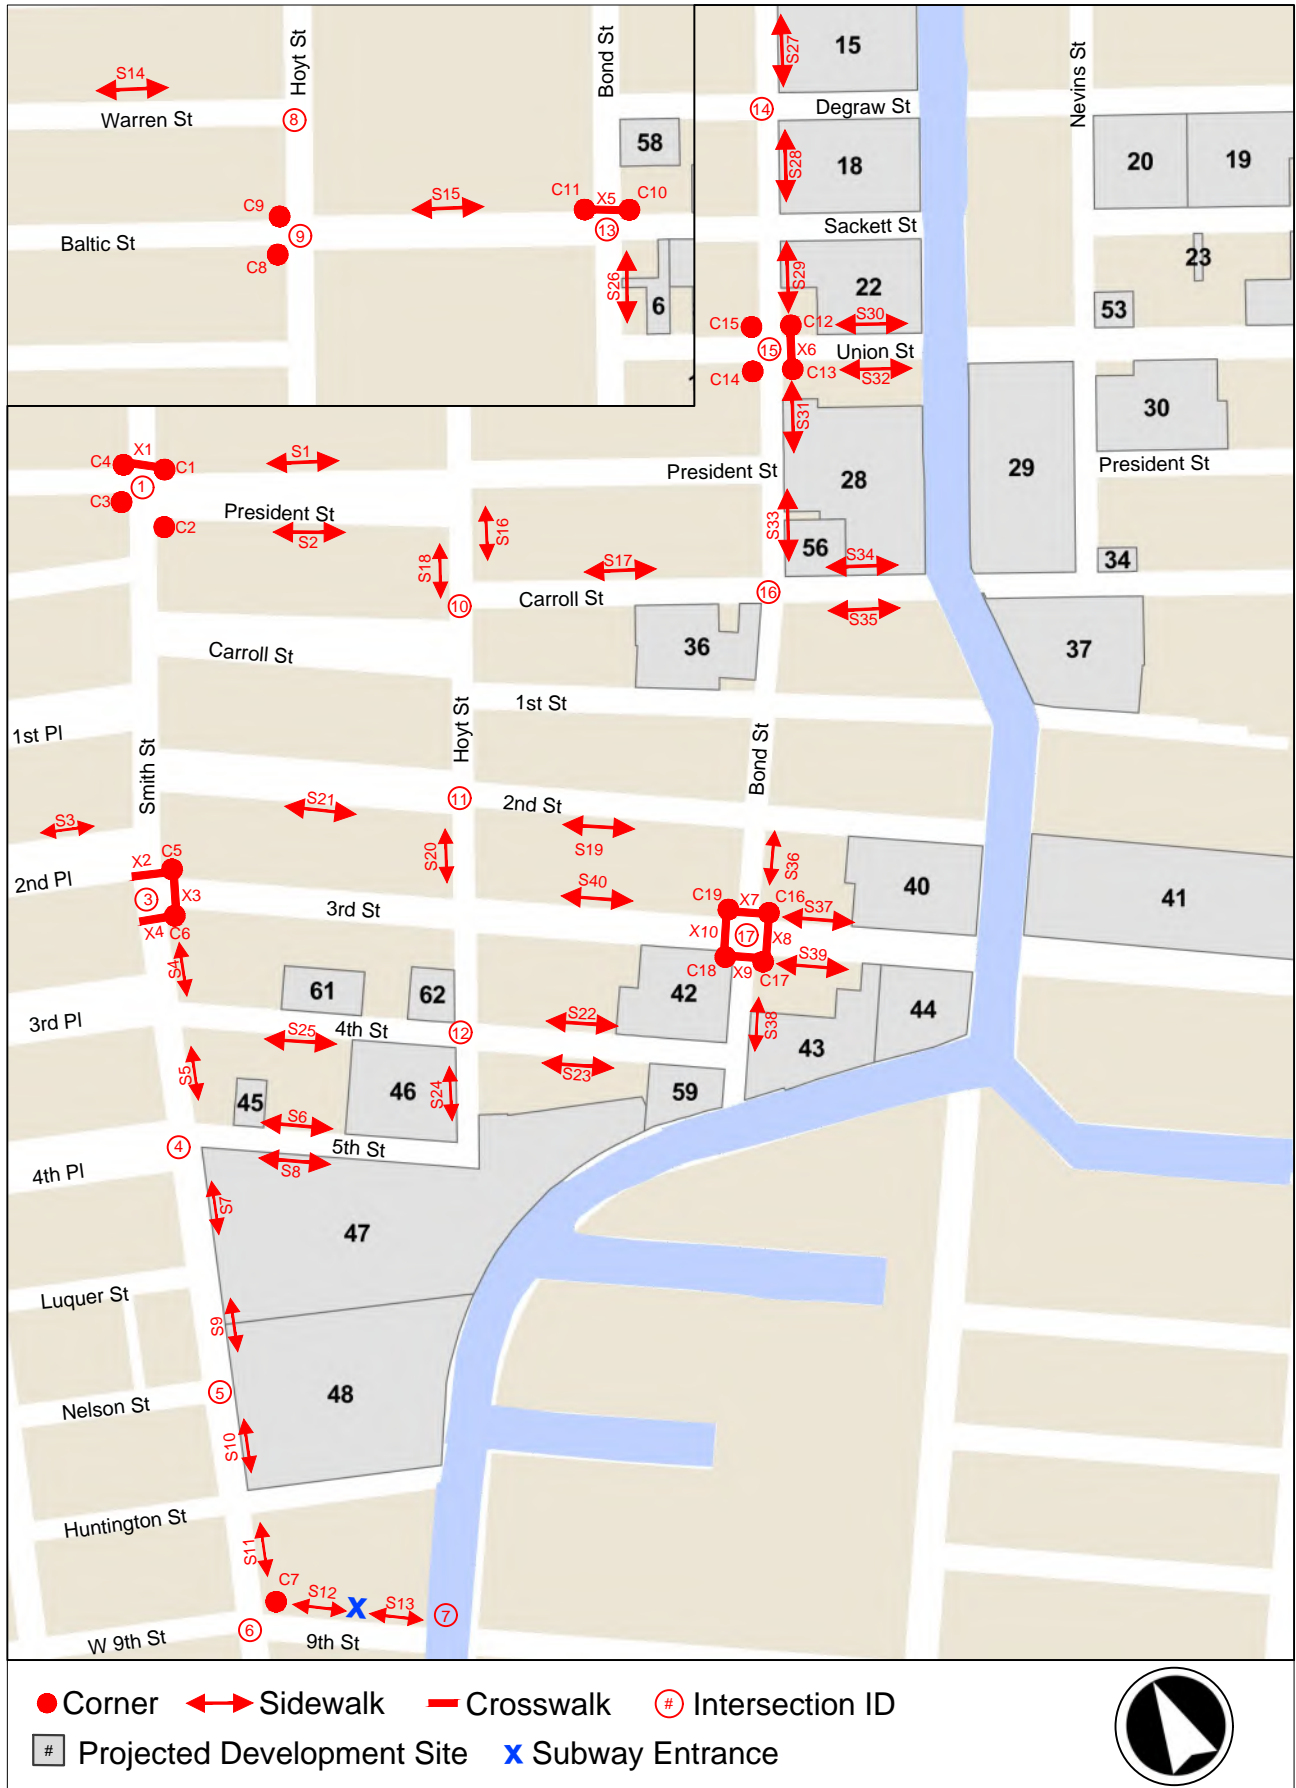 S14
Hoyt St
Bond St
S27
15
Nevins St
Warren St
8
14
Degraw St
58
S28
18
20
19
C9
S15
C11
X5
C10
9
13
Sackett St
Baltic St
C8
S26
6
S29
22
23
53
C15
C12
S30
15
X6
Union St
C14
C13
S32
S31
30
C4
X1
C1
S1
President St
28
29
President St
1
C3
C2
President St
S2
S16
S33
56
S34
34
S18
S17
10
Carroll St
16
S35
Carroll St
36
37
1st Pl
1st St
Smith St
Hoyt St
Bond St
S3
S21
11
2nd St
S19
S20
S36
X2
C5
2nd Pl
3
X3
X4
C6
3rd St
S40
C19
X7
C16
S37
40
41
X10
17
X8
C18
X9
C17
S39
S4
61
62
42
44
3rd Pl
S25
4th St
12
S22
S38
43
S5
45
46
S24
S23
59
S6
4
5th St
S8
4th Pl
S7
47
Luquer St
S9
5
48
Nelson St
S10
Huntington St
S11
C7
S12
X
S13
7
W 9th St
6
9th St
Corner
Sidewalk
Crosswalk
# Intersection ID
# Projected Development Site
x Subway Entrance